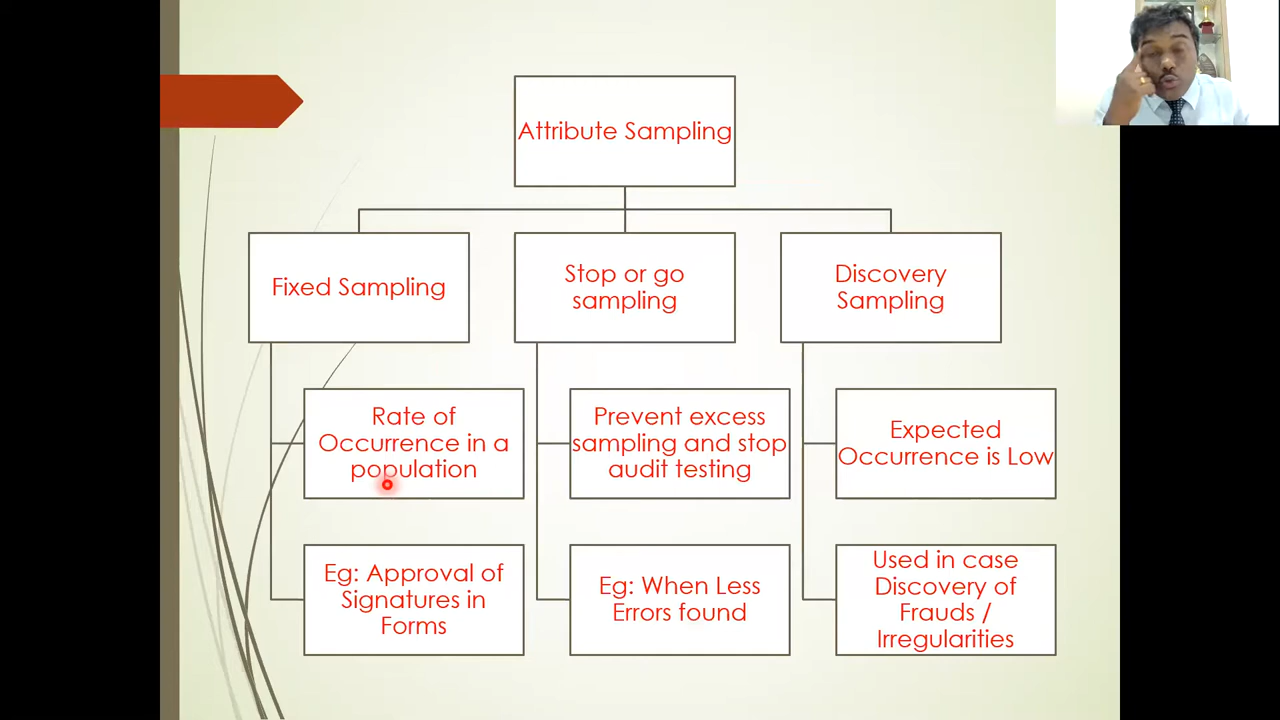 Attribute Sampling
Fixed Sampling
Stop or go
sampling
Discovery
Sampling
Rate of
Occurrence in a
population
Prevent excess
sampling and stop
audit testing
Expected
Occurrence is Low
Eg: Approval of
Signatures in
Forms
Eg: When Less
Errors found
Used in case
Discovery of
Frauds /
Irregularities